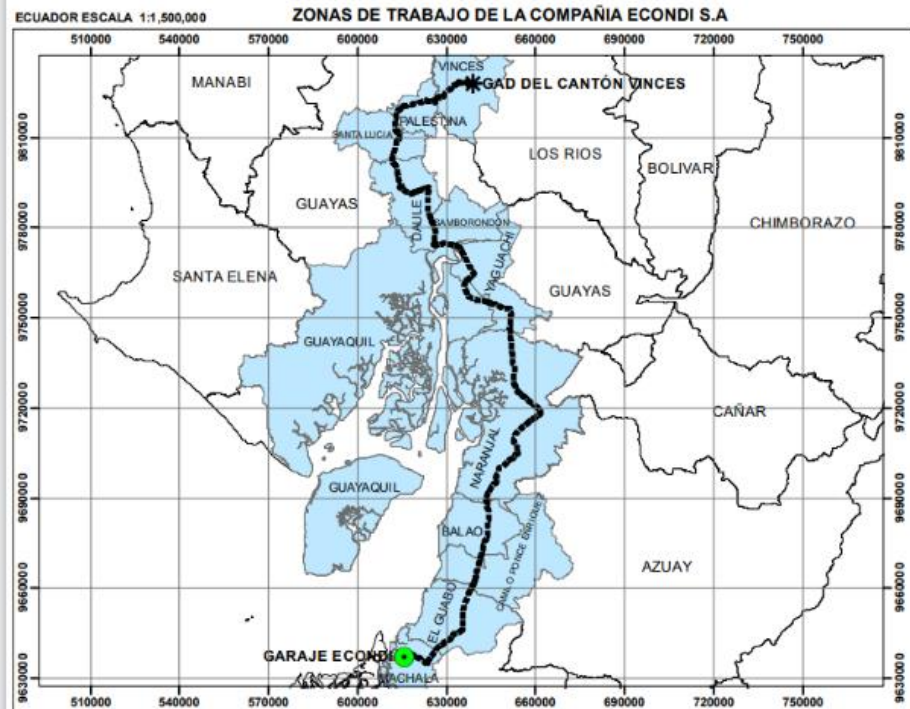 ECUADOR ESCALA 1:1,500,000
ZONAS DE TRABAJO DE LA COMPAÑIA ECONDI S.A
510000 540000 570000 600000 630000 660000 690000 720000 750000
VINCES
MANABI
GAD DEL CANTÓN VINCES
PALESTINA
SANTA LUCIA
9810000
9810000
LOS RIOS
BOLIVAR
GUAYAS
DAULE
SAMBORONDON
CHIMBORAZO
9780000
9780000
YAGUACHI
SANTA ELENA
GUAYAS
9750000
9750000
GUAYAQUIL
CAÑAR
9720000
9720000
NARANJAL
GUAYAQUIL
9690000
9690000
BALAO
CAMILO PONCE ENRIQUEZ
AZUAY
9660000
9660000
EL GUABO
GARAJE ECONDI
MACHALA
9630000
9630000
510000 540000 570000 600000 630000 660000 690000 720000 750000